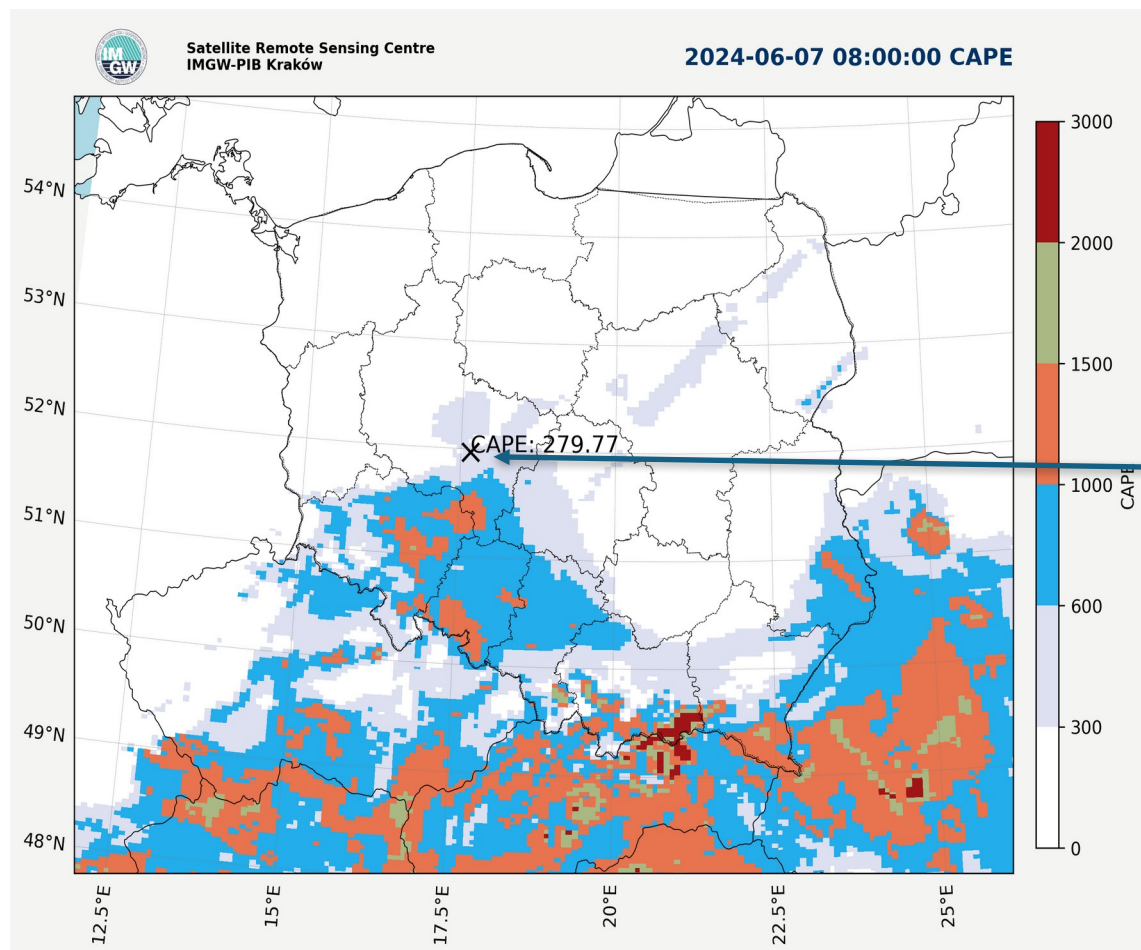 IM
GW
Satellite Remote Sensing Centre
IMGW-PIB Kraków
2024-06-07 08:00:00 CAPE
54°N
53°N
52°N
51°N
50°N
49°N
48°N
CAPE: 279.77
12.5°E
15°E
17.5°E
20°E
22.5°E
25°E
3000
2000
1500
1000
600
300
0
CAPE